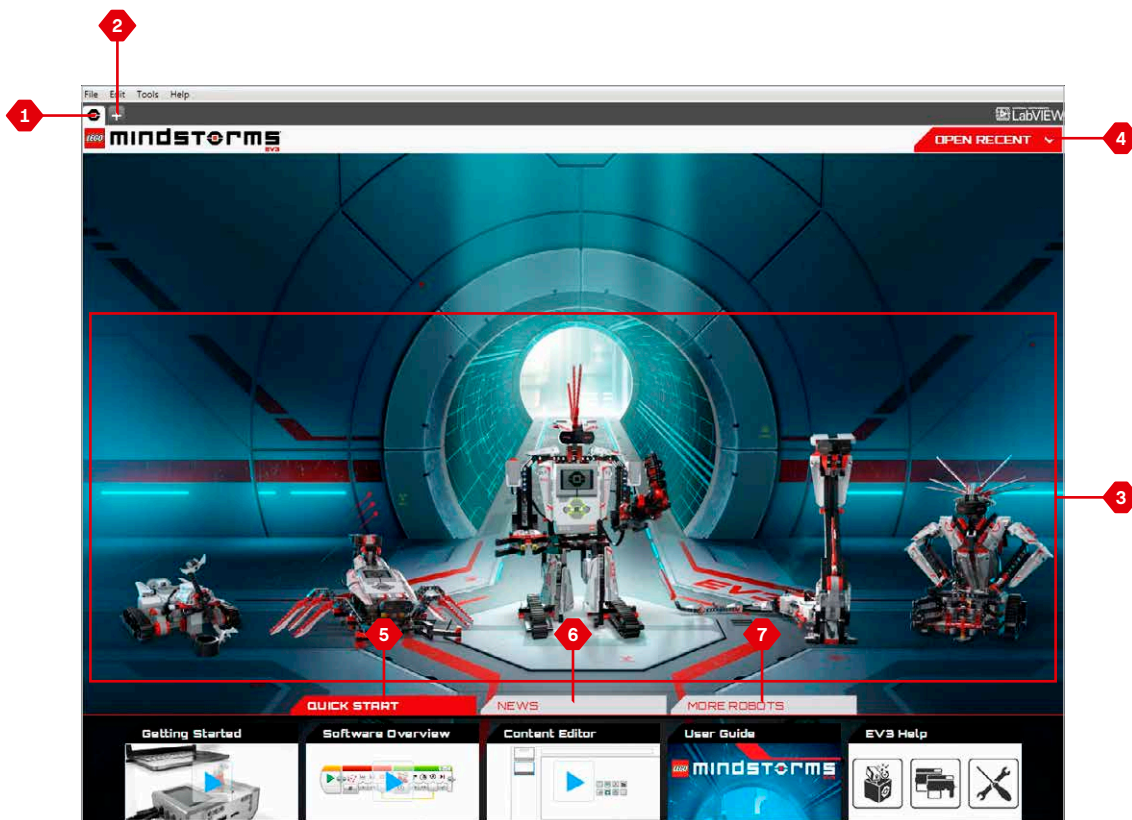 2
File Edit Tools Help
1
+
LabVIEW
LEGO mindstorms
EV3
OPEN RECENT
4
3
EV3
5
6
7
QUICK START
NEWS
MORE ROBOTS
Getting Started
Software Overview
Content Editor
User Guide
EV3 Help
LEGO mindstorms